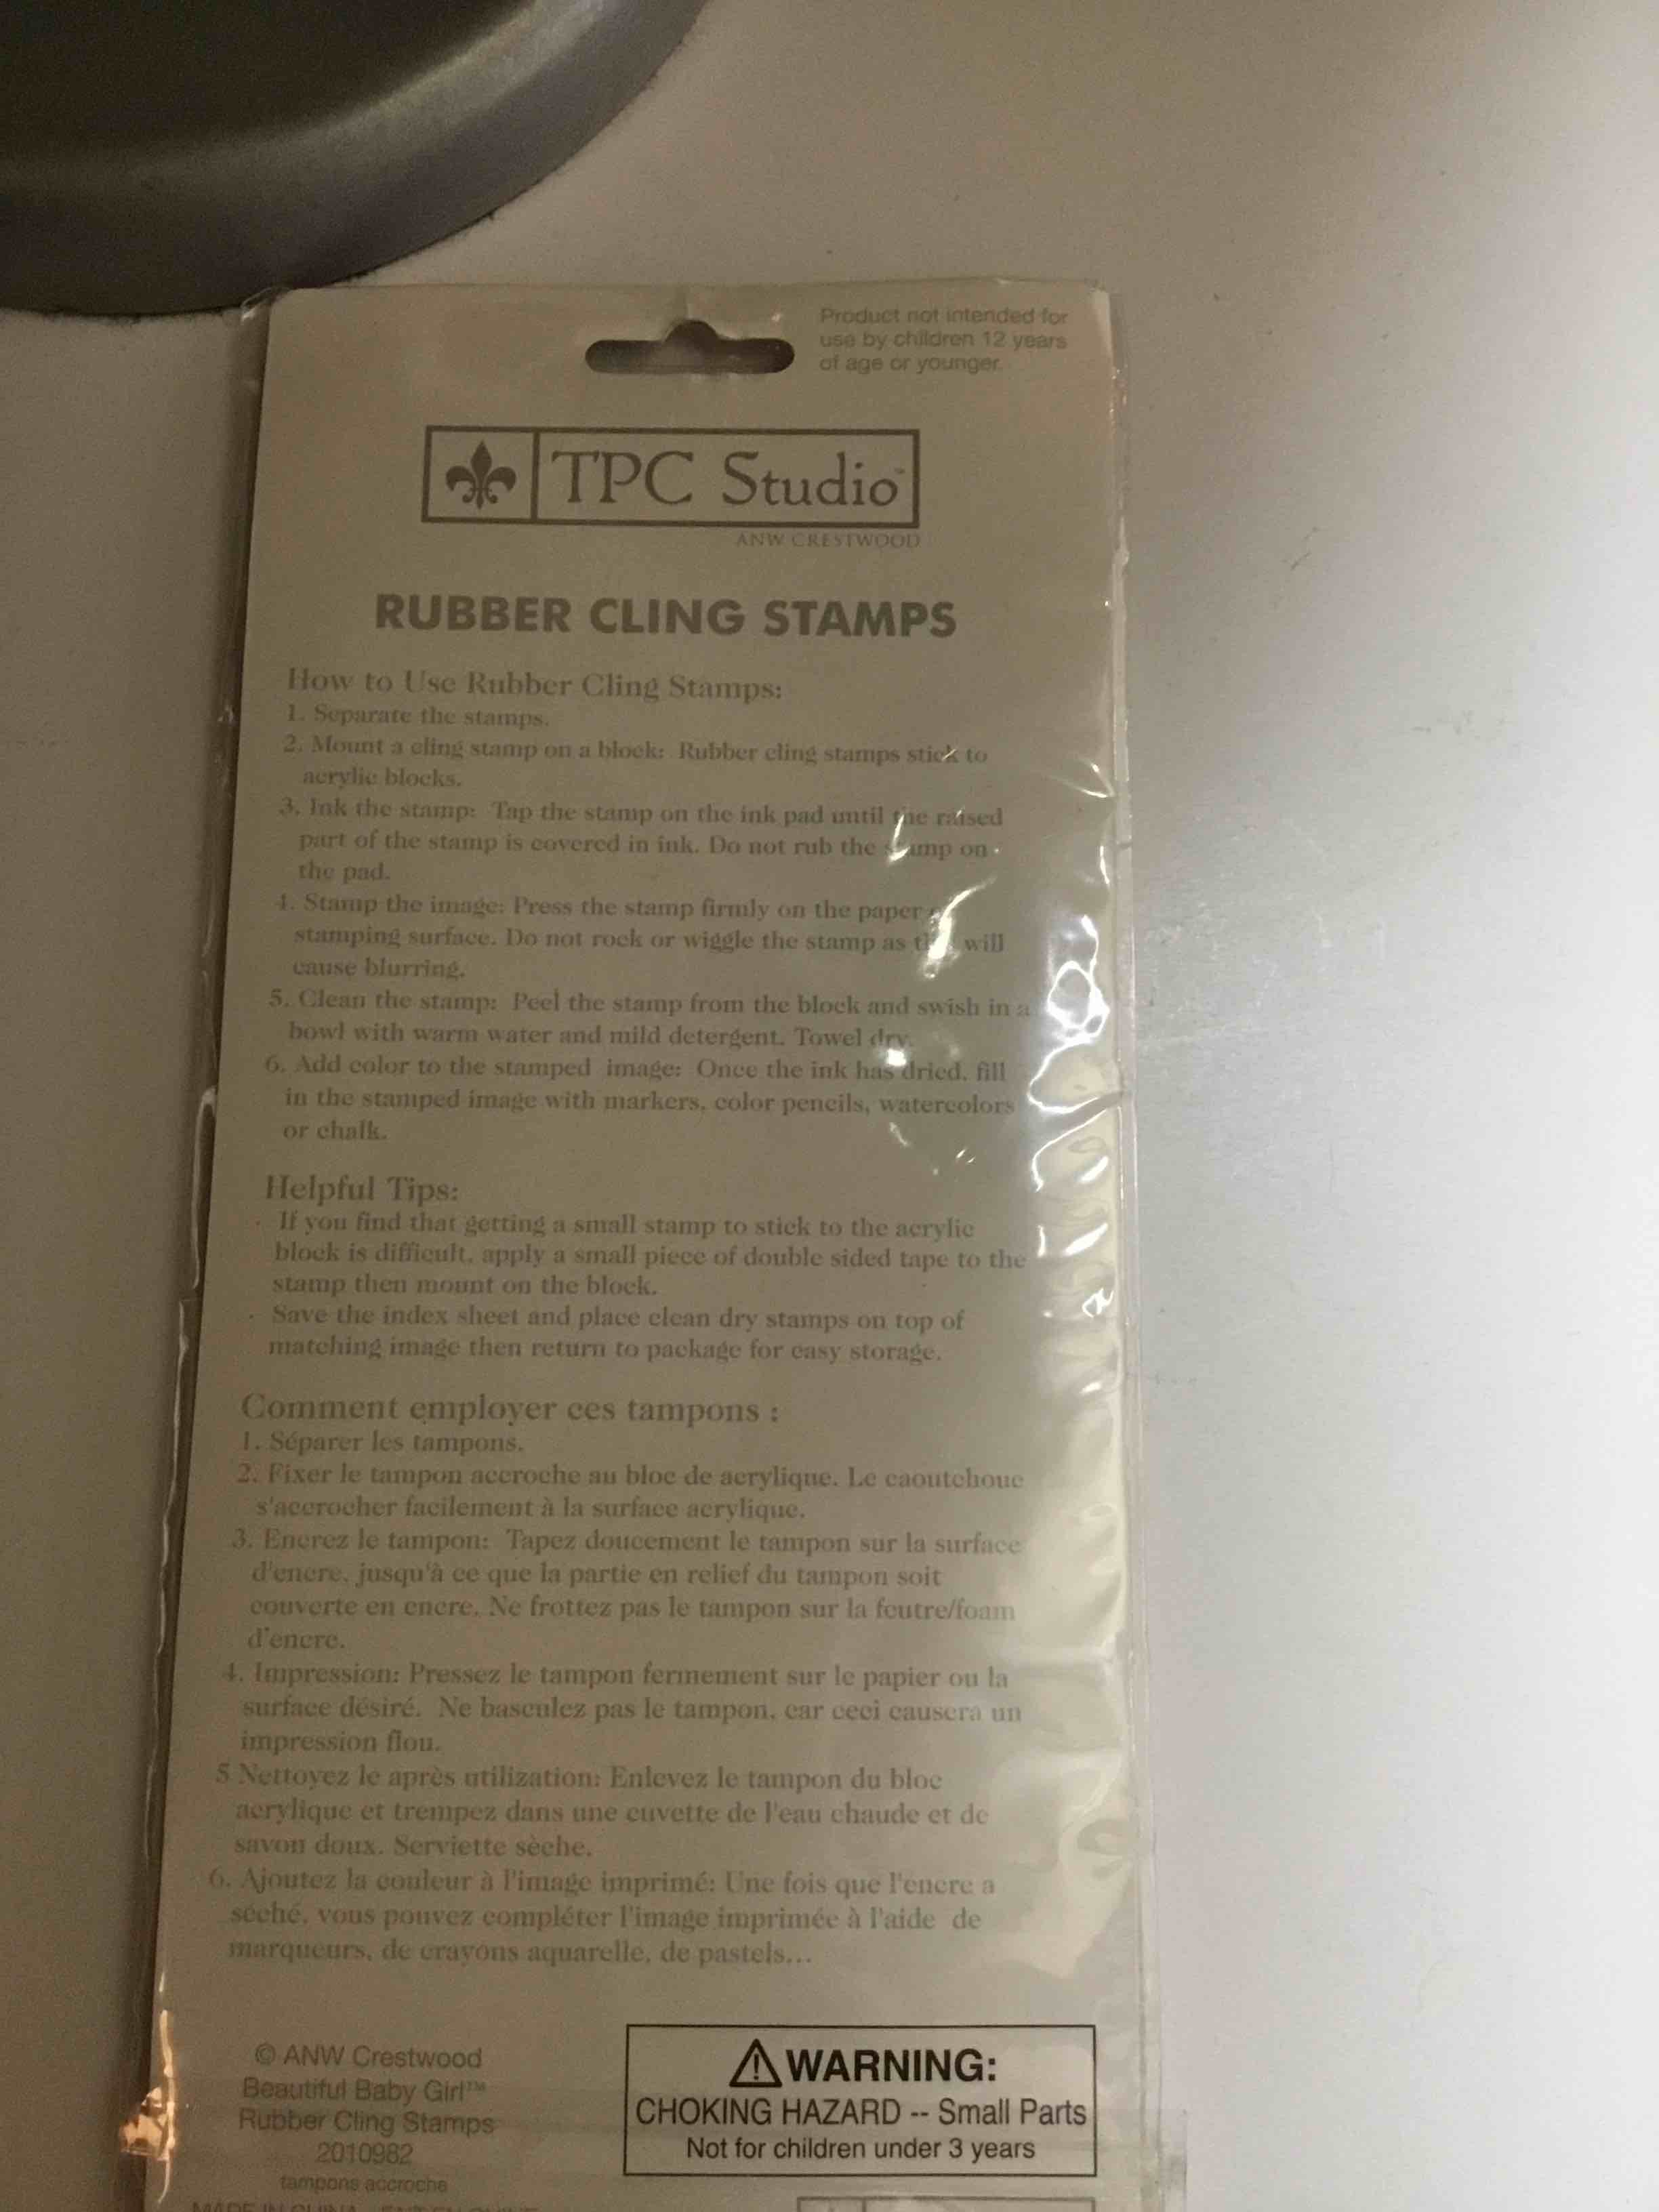 Product not intended for
use by children 12 years
of age or younger.
TPC Studio™
ANW CRESTWOOD
RUBBER CLING STAMPS
How to Use Rubber Cling Stamps:
1. Separate the stamps.
2. Mount a cling stamp on a block: Rubber cling stamps stick to
acrylic blocks.
3. Ink the stamp: Tap the stamp on the ink pad until the raised
part of the stamp is covered in ink. Do not rub the stamp on
the pad.
4. Stamp the image: Press the stamp firmly on the paper
stamping surface. Do not rock or wiggle the stamp as will
cause blurring.
5. Clean the stamp: Peel the stamp from the block and swish in a
bowl with warm water and mild detergent. Towel dry.
6. Add color to the stamped image: Once the ink has dried, fill
in the stamped image with markers, color pencils, watercolors
or chalk.
Helpful Tips:
· If you find that getting a small stamp to stick to the acrylic
block is difficult, apply a small piece of double sided tape to the
stamp then mount on the block.
· Save the index sheet and place clean dry stamps on top of
matching image then return to package for easy storage.
Comment employer ces tampons :
1. Séparer les tampons.
2. Fixer le tampon accroche au bloc de acrylique. Le caoutchouc
s'accrocher facilement à la surface acrylique.
3. Encrez le tampon: Tapez doucement le tampon sur la surface
d'encre, jusqu'à ce que la partie en relief du tampon soit
couverte en encre. Ne frottez pas le tampon sur la feutre/foam
d'encre.
4. Impression: Pressez le tampon fermement sur le papier ou la
surface désiré. Ne basculez pas le tampon, car ceci causera un
impression flou.
5 Nettoyez le après utilization: Enlevez le tampon du bloc
acrylique et trempez dans une cuvette de l'eau chaude et de
savon doux. Serviette sèche.
6. Ajoutez la couleur à l'image imprimé: Une fois que l'encre a
séché, vous pouvez compléter l'image imprimée à l'aide de
marqueurs, de crayons aquarelle, de pastels...
© ANW Crestwood
Beautiful Baby Girl™
Rubber Cling Stamps
2010982
tampons accroche
WARNING:
CHOKING HAZARD -- Small Parts
Not for children under 3 years